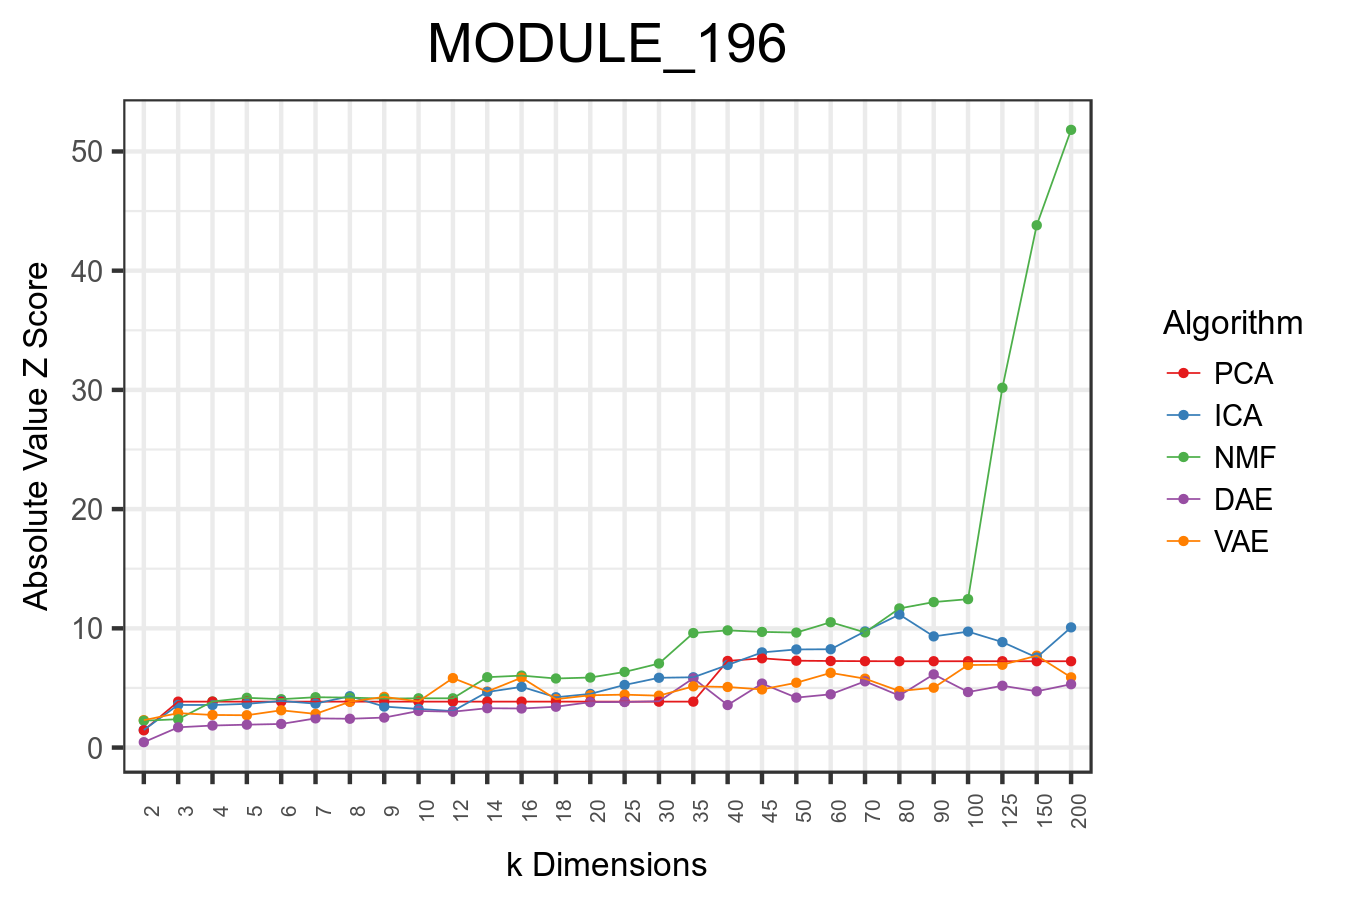 MODULE_196
Absolute Value Z Score
50
40
30
20
10
0
2 3 4 5 6 7 8 9 10 12 14 16 18 20 25 30 35 40 45 50 60 70 80 90 100 125 150 200
k Dimensions
Algorithm
PCA
ICA
NMF
DAE
VAE